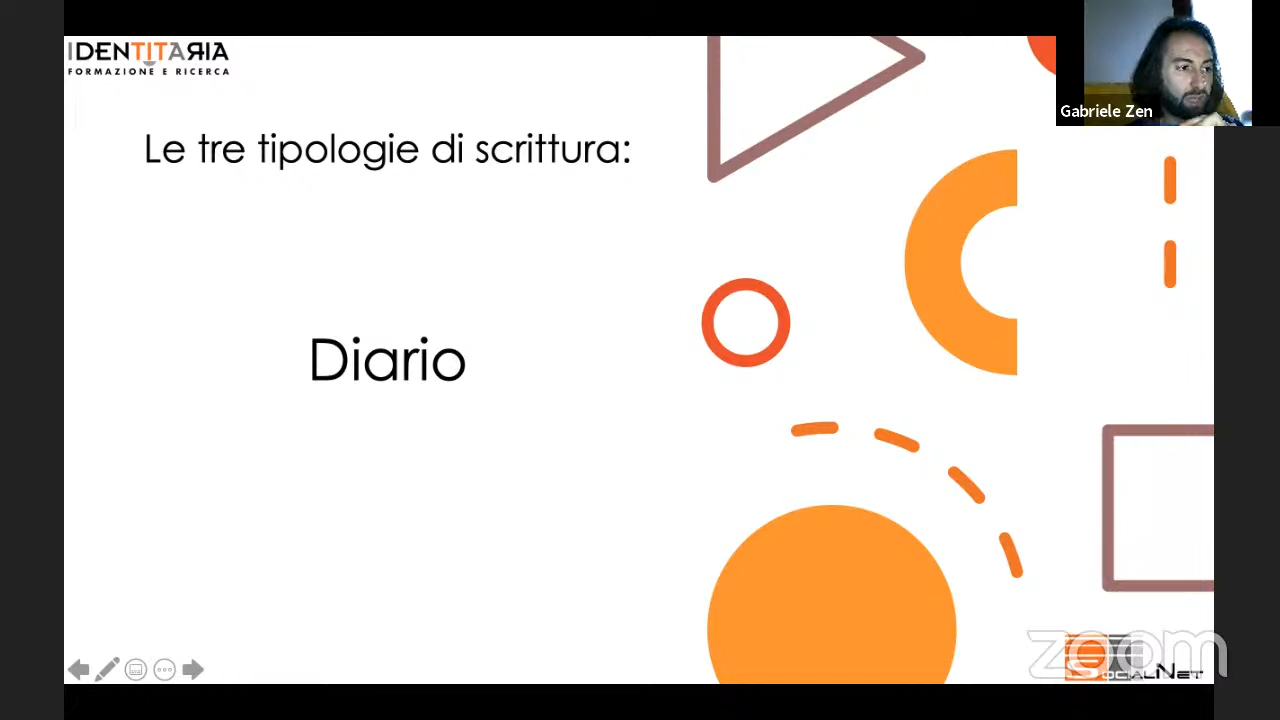 IDENTITARIA
FORMAZIONE E RICERCA
Gabriele Zen
Le tre tipologie di scrittura:
Diario
zoom
SOCIALNET